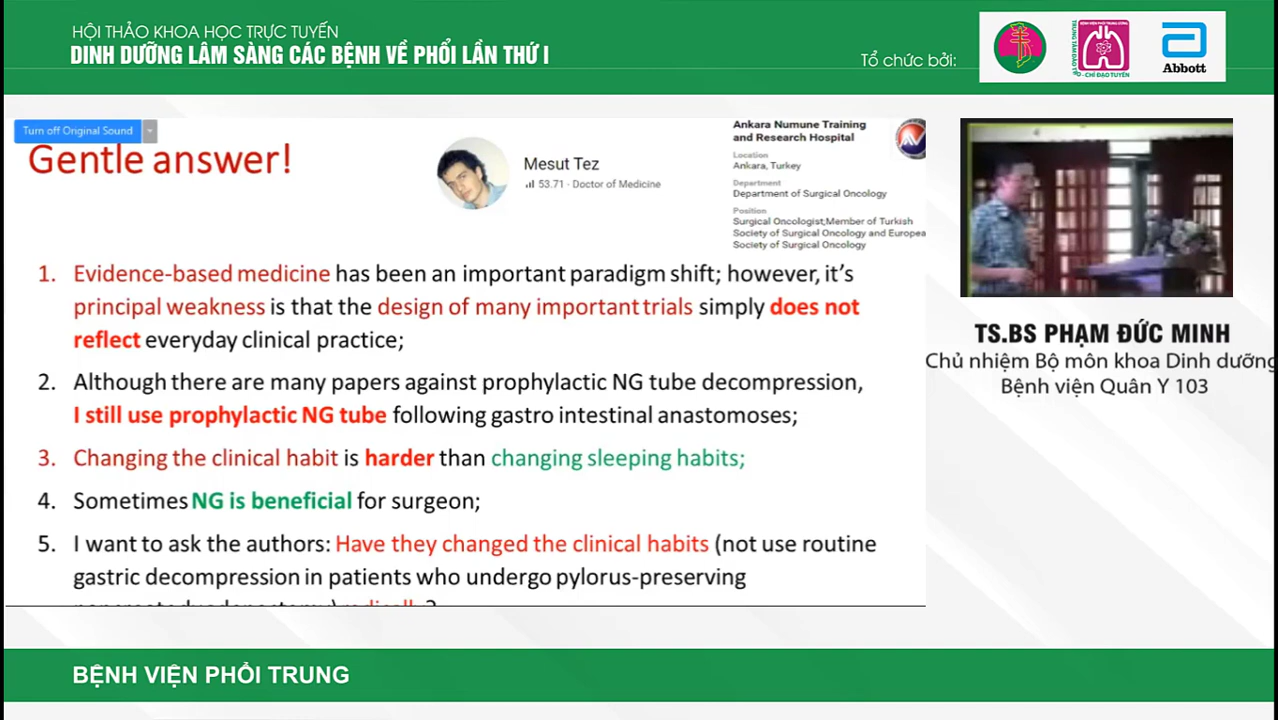 HỘI THẢO KHOA HỌC TRỰC TUYẾN
DINH DƯỠNG LÂM SÀNG CÁC BỆNH VỀ PHỔI LẦN THỨ I
Tổ chức bởi:
Abbott
Turn off Original Sound
Gentle answer!
Mesut Tez
53.71 · Doctor of Medicine
Ankara Numune Training
and Research Hospital
Location
Ankara, Turkey
Department
Department of Surgical Oncology
Position
Surgical Oncologist;Member of Turkish
Society of Surgical Oncology and Europea
Society of Surgical Oncology
1. Evidence-based medicine has been an important paradigm shift; however, it’s
principal weakness is that the design of many important trials simply does not
reflect everyday clinical practice;
2. Although there are many papers against prophylactic NG tube decompression,
I still use prophylactic NG tube following gastro intestinal anastomoses;
3. Changing the clinical habit is harder than changing sleeping habits;
4. Sometimes NG is beneficial for surgeon;
5. I want to ask the authors: Have they changed the clinical habits (not use routine
gastric decompression in patients who undergo pylorus-preserving
TS.BS PHẠM ĐỨC MINH
Chủ nhiệm Bộ môn khoa Dinh dưỡng
Bệnh viện Quân Y 103
BỆNH VIỆN PHỔI TRUNG